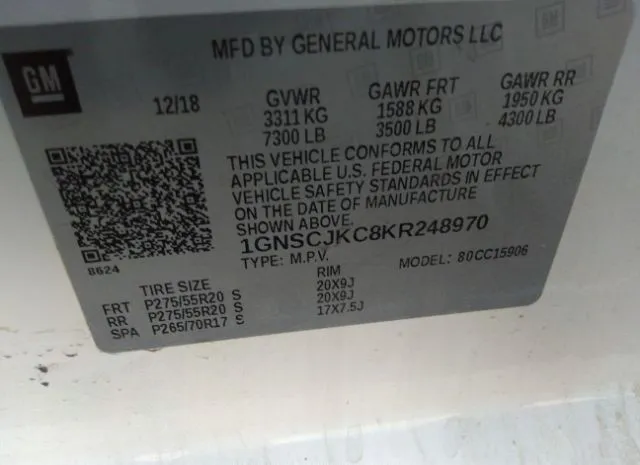 MFD BY GENERAL MOTORS LLC
GM
12/18
GVWR
3311 KG
7300 LB
GAWR FRT
1588 KG
3500 LB
GAWR RR
1950 KG
4300 LB
THIS VEHICLE CONFORMS TO ALL
APPLICABLE U.S. FEDERAL MOTOR
VEHICLE SAFETY STANDARDS IN EFFECT
ON THE DATE OF MANUFACTURE
SHOWN ABOVE.
1GNSCJKC8KR248970
8624
TYPE: M.P.V.
MODEL: 80CC15906
TIRE SIZE
RIM
FRT P275/55R20 S 20X9J
RR P275/55R20 S 20X9J
SPA P265/70R17 S 17X7.5J